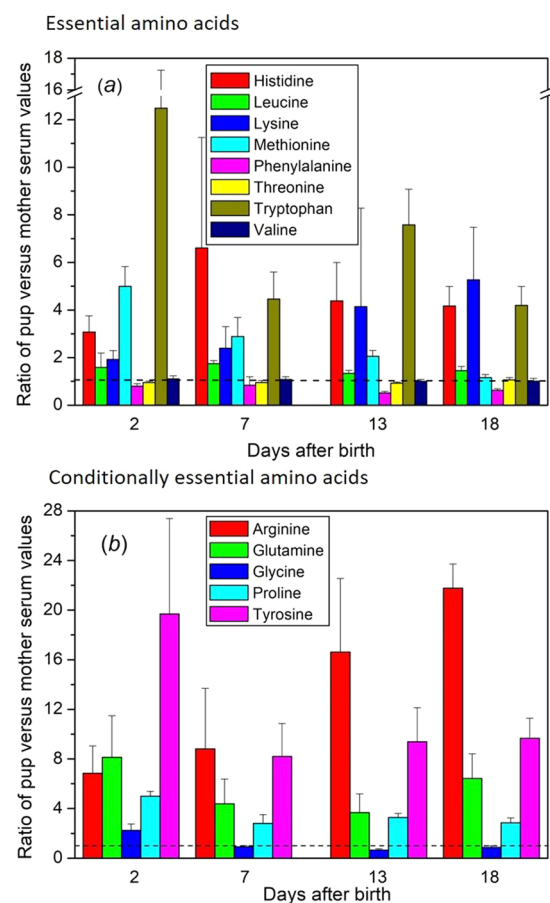 Essential amino acids
18
16
12
10
8
6
4
2
0
Ratio of pup versus mother serum values
(a)
Histidine
Leucine
Lysine
Methionine
Phenylalanine
Threonine
Tryptophan
Valine
2 7 13 18
Days after birth
Conditionally essential amino acids
28
24
20
16
12
8
4
0
Ratio of pup versus mother serum values
(b)
Arginine
Glutamine
Glycine
Proline
Tyrosine
2 7 13 18
Days after birth